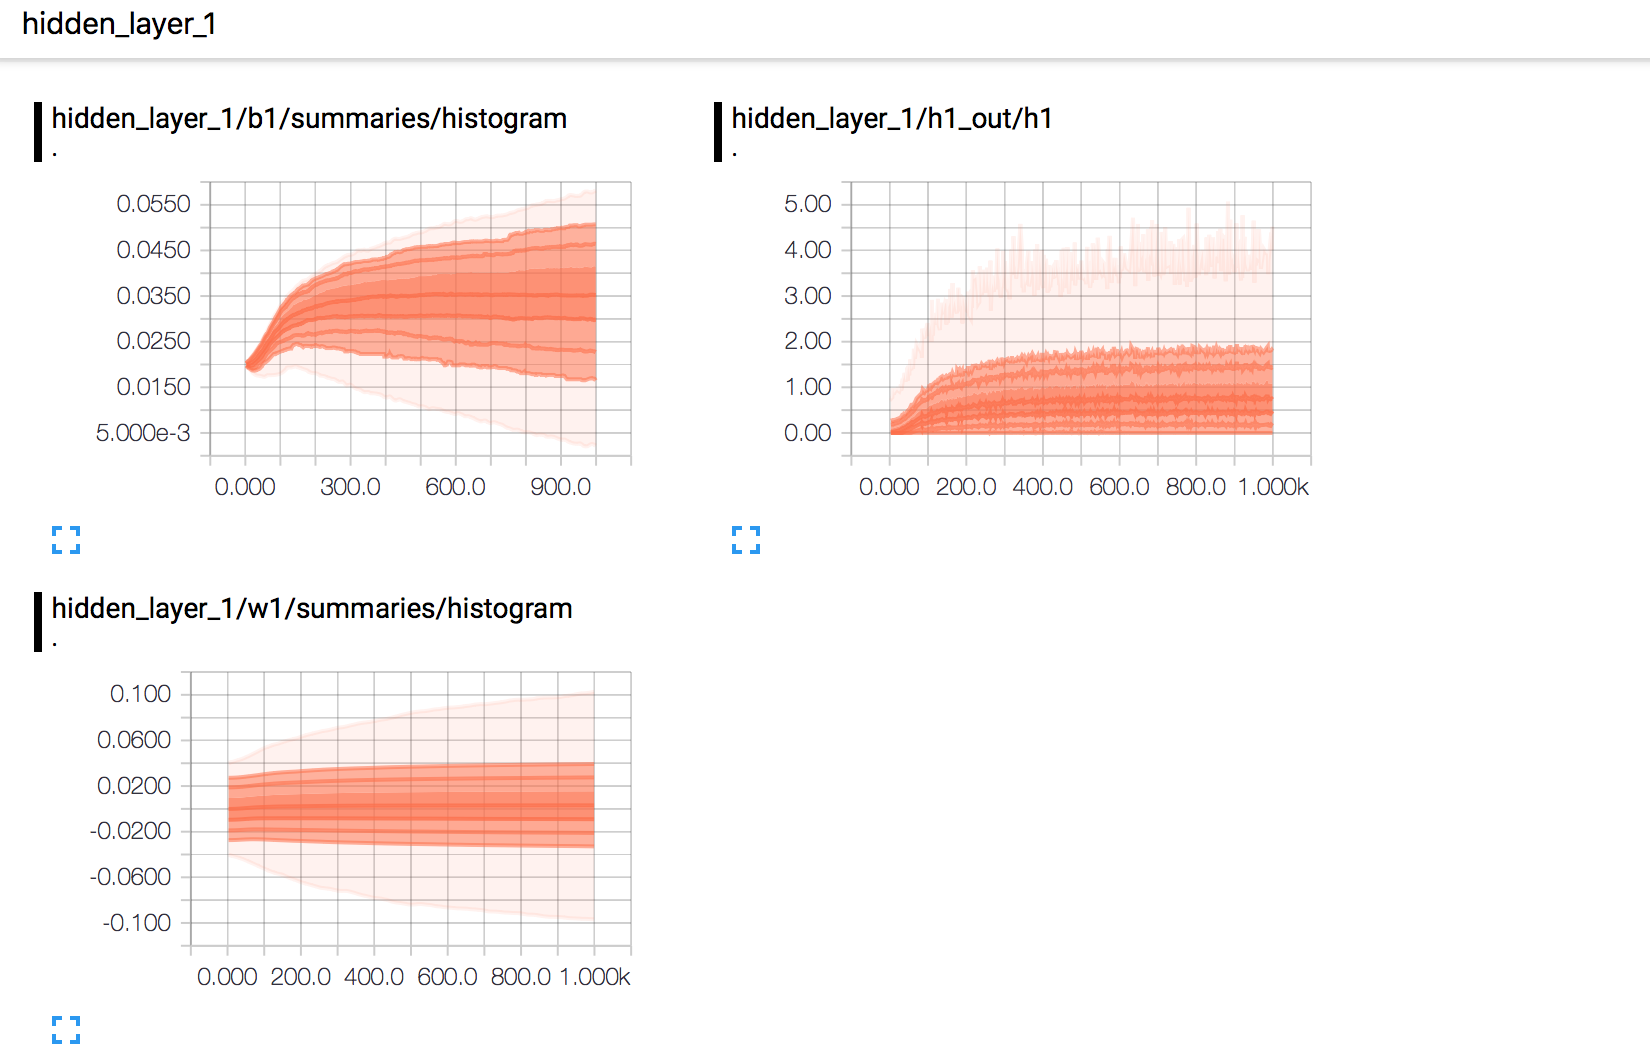 hidden_layer_1
hidden_layer_1/b1/summaries/histogram
.
0.0550
0.0450
0.0350
0.0250
0.0150
5.000e-3
0.000 300.0 600.0 900.0
hidden_layer_1/h1_out/h1
.
5.00
4.00
3.00
2.00
1.00
0.00
0.000 200.0 400.0 600.0 800.0 1.000k
hidden_layer_1/w1/summaries/histogram
.
0.100
0.0600
0.0200
-0.0200
-0.0600
-0.100
0.000 200.0 400.0 600.0 800.0 1.000k